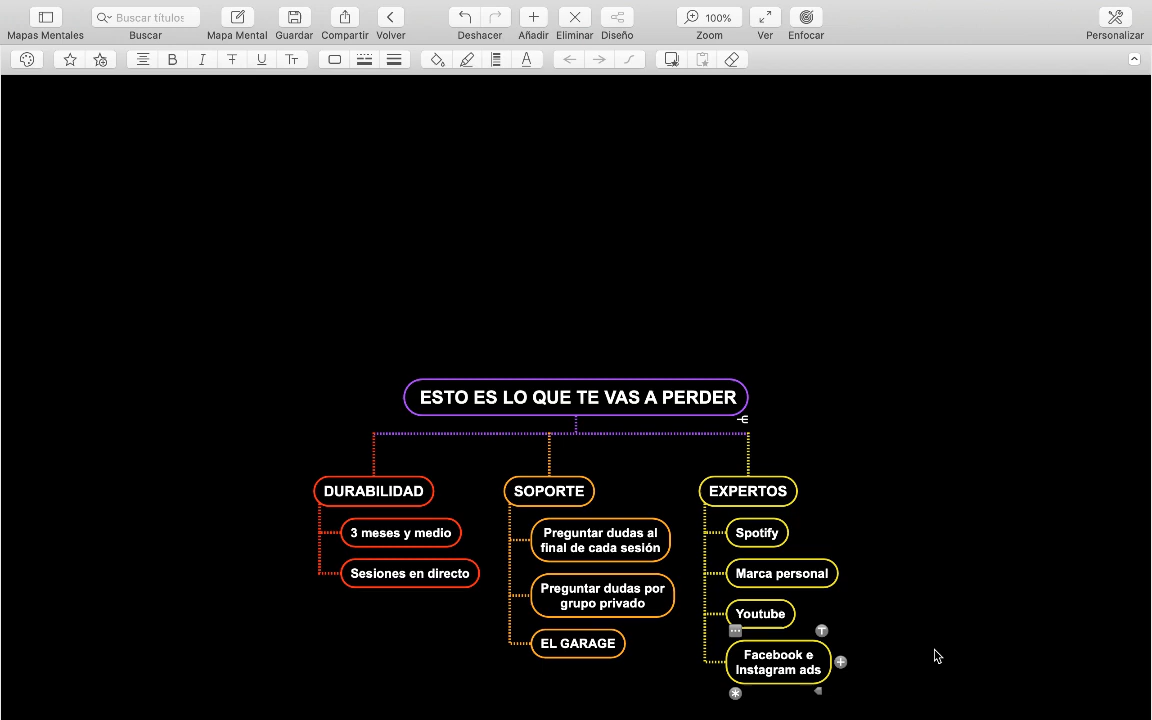 Buscar títulos
100%
Mapas Mentales
Buscar
Mapa Mental
Guardar
Compartir
Volver
Deshacer
Añadir
Eliminar
Diseño
Zoom
Ver
Enfocar
Personalizar
ESTO ES LO QUE TE VAS A PERDER
DURABILIDAD
3 meses y medio
Sesiones en directo
SOPORTE
Preguntar dudas al
final de cada sesión
Preguntar dudas por
grupo privado
EL GARAGE
EXPERTOS
Spotify
Marca personal
Youtube
Facebook e
Instagram ads